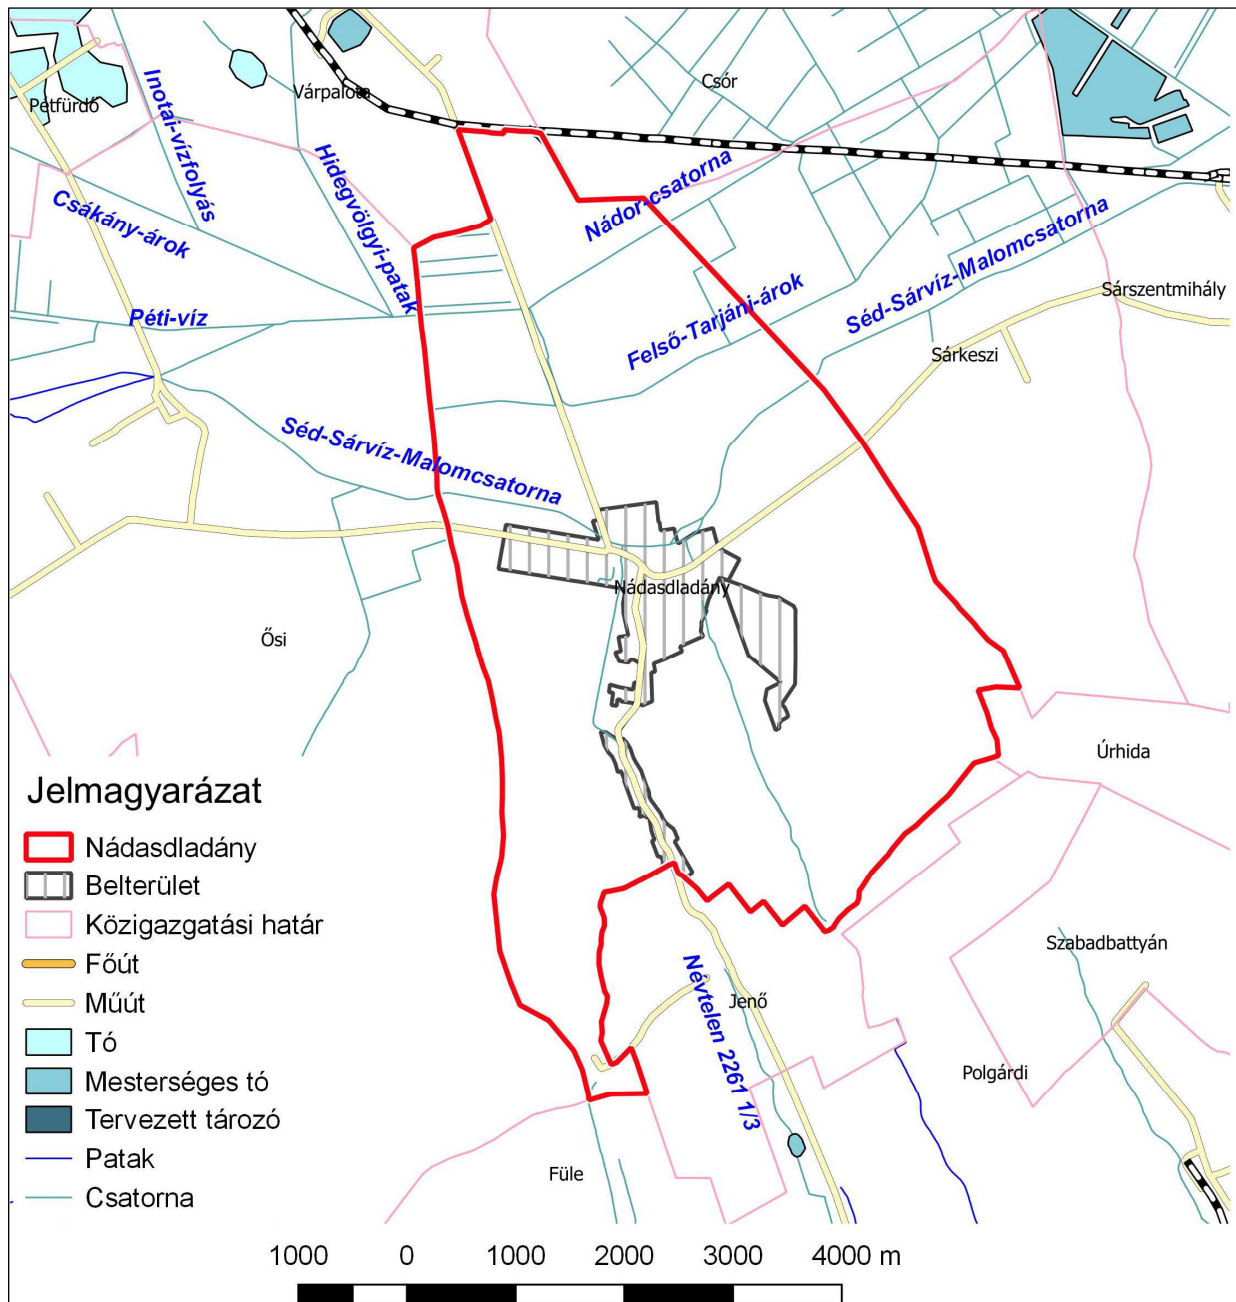 Csór
Pétfürdő
Várpalota
Inotai-vízfolyás
Hidegvölgyi-patak
Csákány-árok
Nádor-csatorna
Péti-víz
Felső-Tarjáni-árok
Séd-Sárvíz-Malomcsatorna
Sárszentmihály
Sárkeszi
Séd-Sárvíz-Malomcsatorna
Nádasdladány
Ősi
Úrhida
Szabadbattyán
Jenő
Névtelen 2261 1/3
Polgárdi
Füle
Jelmagyarázat
Nádasdladány
Belterület
Közigazgatási határ
Főút
Műút
Tó
Mesterséges tó
Tervezett tározó
Patak
Csatorna
1000 0 1000 2000 3000 4000 m